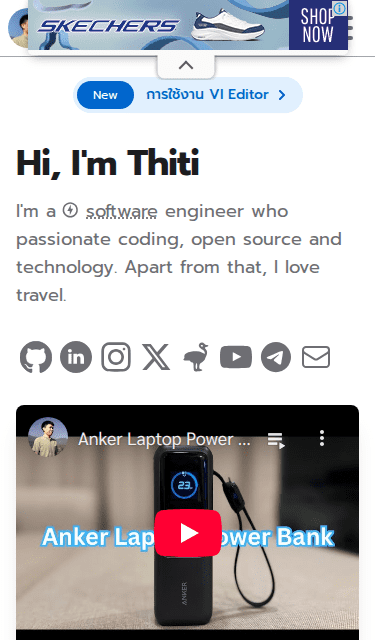 SKECHERS
SHOP
NOW
New
การใช้งาน VI Editor
Hi, I'm Thiti
I'm a software engineer who
passionate coding, open source and
technology. Apart from that, I love
travel.
Anker Laptop Power ...
23
Anker Lap ower Bank
ANKER